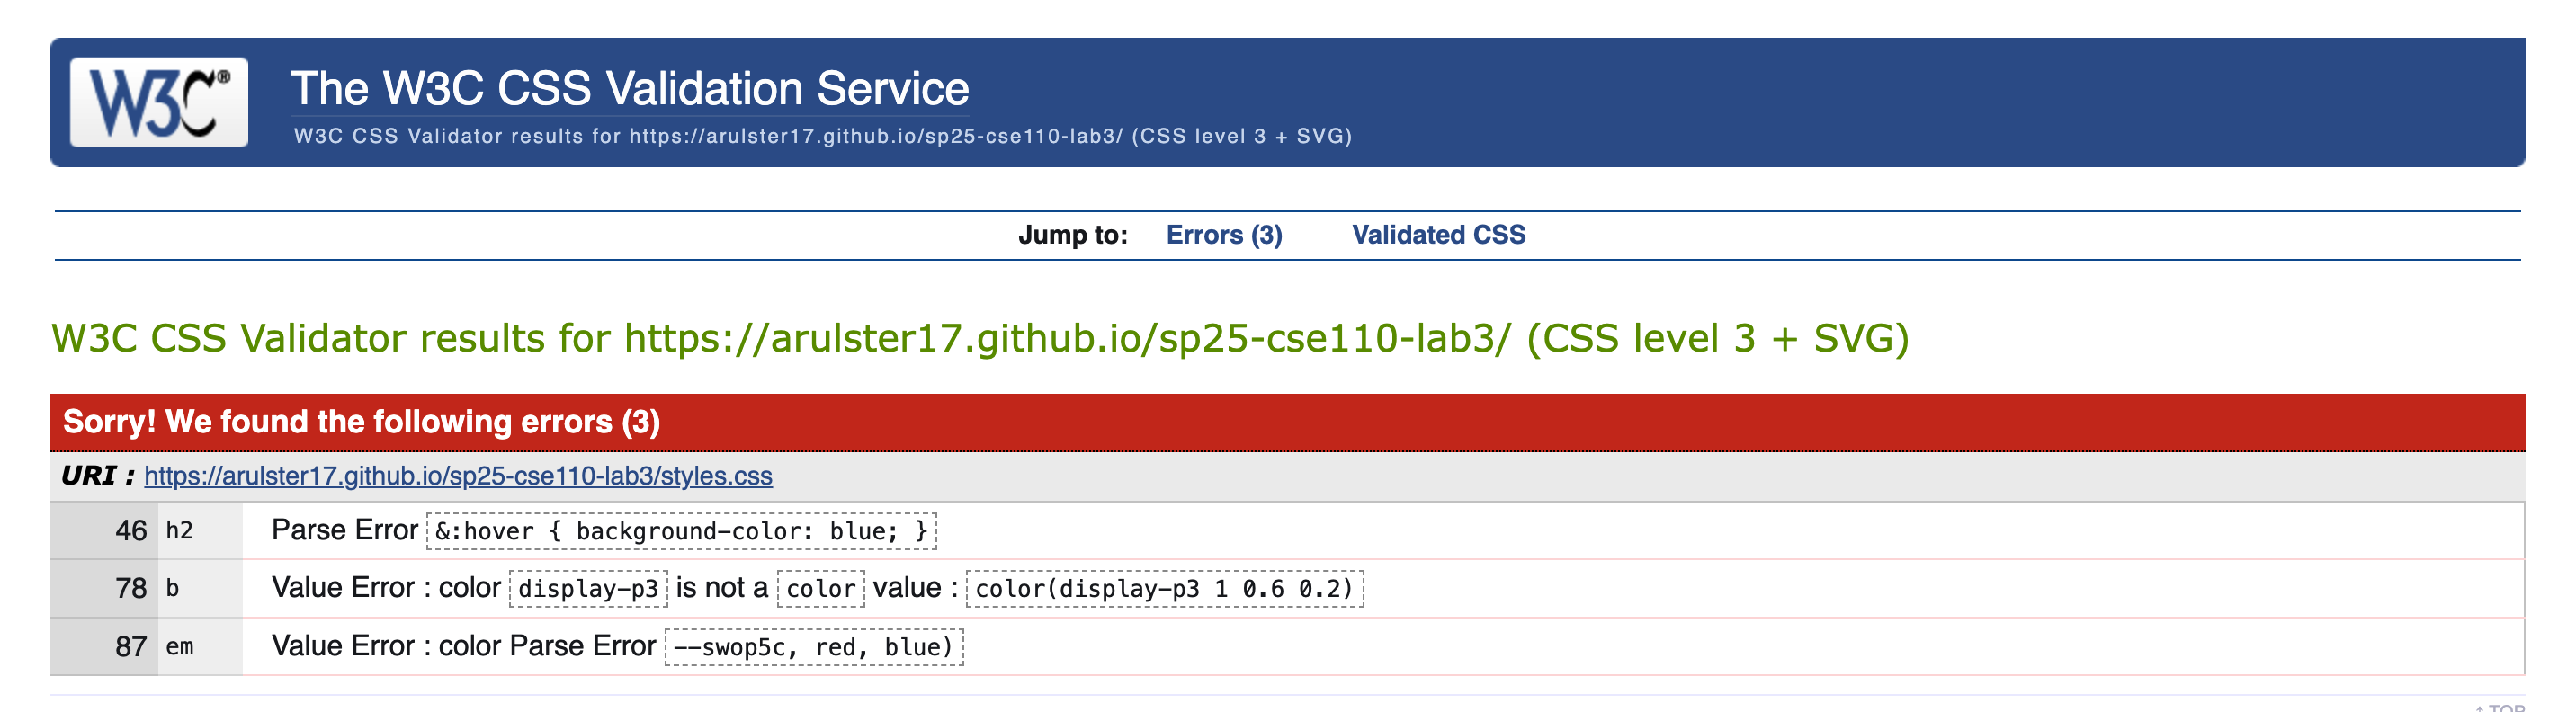 W3C®
The W3C CSS Validation Service
W3C CSS Validator results for https://arulster17.github.io/sp25-cse110-lab3/ (CSS level 3 + SVG)
Jump to: Errors (3) Validated CSS
W3C CSS Validator results for https://arulster17.github.io/sp25-cse110-lab3/ (CSS level 3 + SVG)
Sorry! We found the following errors (3)
URI : https://arulster17.github.io/sp25-cse110-lab3/styles.css
46 h2 Parse Error &:hover { background-color: blue; }
78 b Value Error : color display-p3 is not a color value : color(display-p3 1 0.6 0.2)
87 em Value Error : color Parse Error --swop5c, red, blue)
↑ TOP